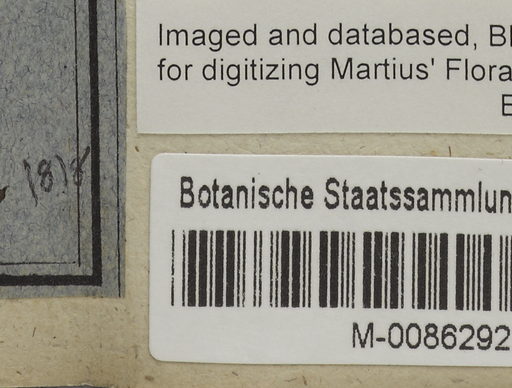 Imaged and databased,
for digitizing Martius' Flora
1818
Botanische Staatssammlun
M-0086292